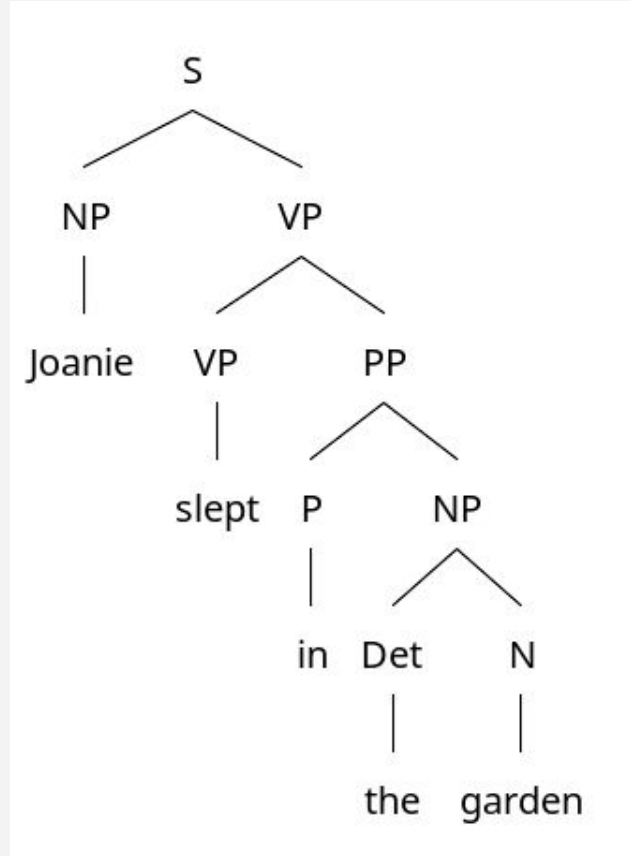 S
NP VP
Joanie VP PP
slept P NP
in Det N
the garden